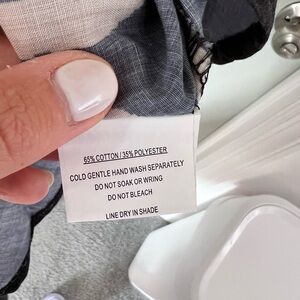 65% COTTON / 35% POLYESTER
COLD GENTLE HAND WASH SEPARATELY
DO NOT SOAK OR WRING
DO NOT BLEACH
LINE DRY IN SHADE